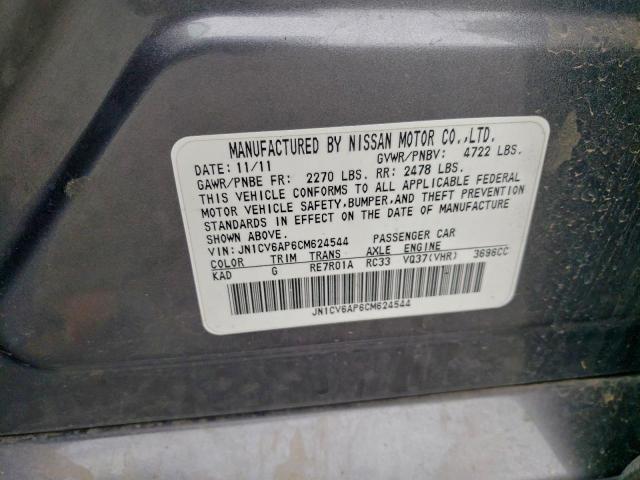 MANUFACTURED BY NISSAN MOTOR CO.,LTD.
DATE: 11/11 GVWR/PNBV: 4722 LBS.
GAWR/PNBE FR: 2270 LBS. RR: 2478 LBS.
THIS VEHICLE CONFORMS TO ALL APPLICABLE FEDERAL
MOTOR VEHICLE SAFETY,BUMPER,AND THEFT PREVENTION
STANDARDS IN EFFECT ON THE DATE OF MANUFACTURE
SHOWN ABOVE.
VIN: JN1CV6AP6CM624544 PASSENGER CAR
COLOR TRIM TRANS AXLE ENGINE
KAD G RE7R01A RC33 VQ37(VHR) 3696CC
JN1CV6AP6CM624544